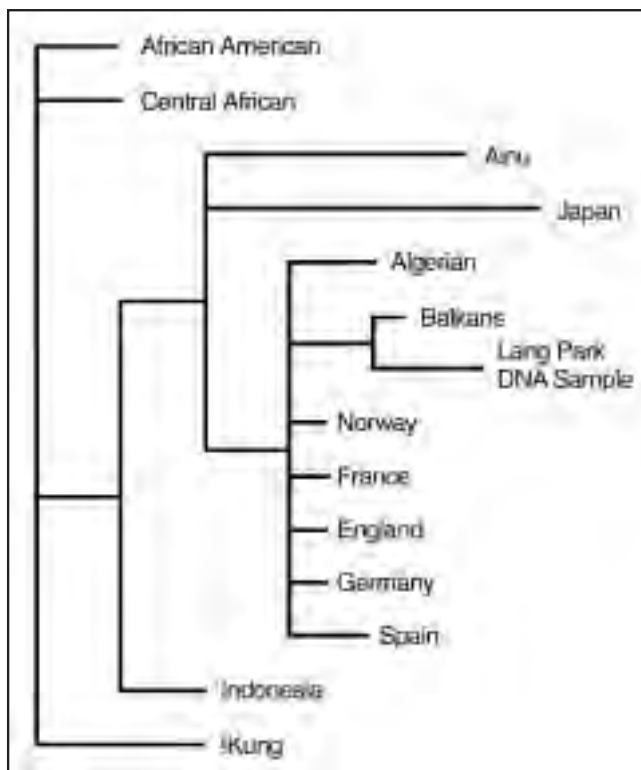 African American
Central African
Ainu
Japan
Algerian
Balkans
Lang Park
DNA Sample
Norway
France
England
Germany
Spain
Indonesia
!Kung